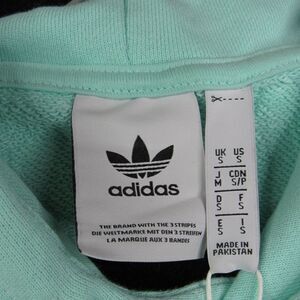 adidas
THE BRAND WITH THE 3 STRIPES
DIE WELTMARKE MIT DEN 3 STREIFEN
LA MARQUE AUX 3 BANDES
UK US
S S
J CDN
M S/P
D F
S S
E I
S S
MADE IN
PAKISTAN